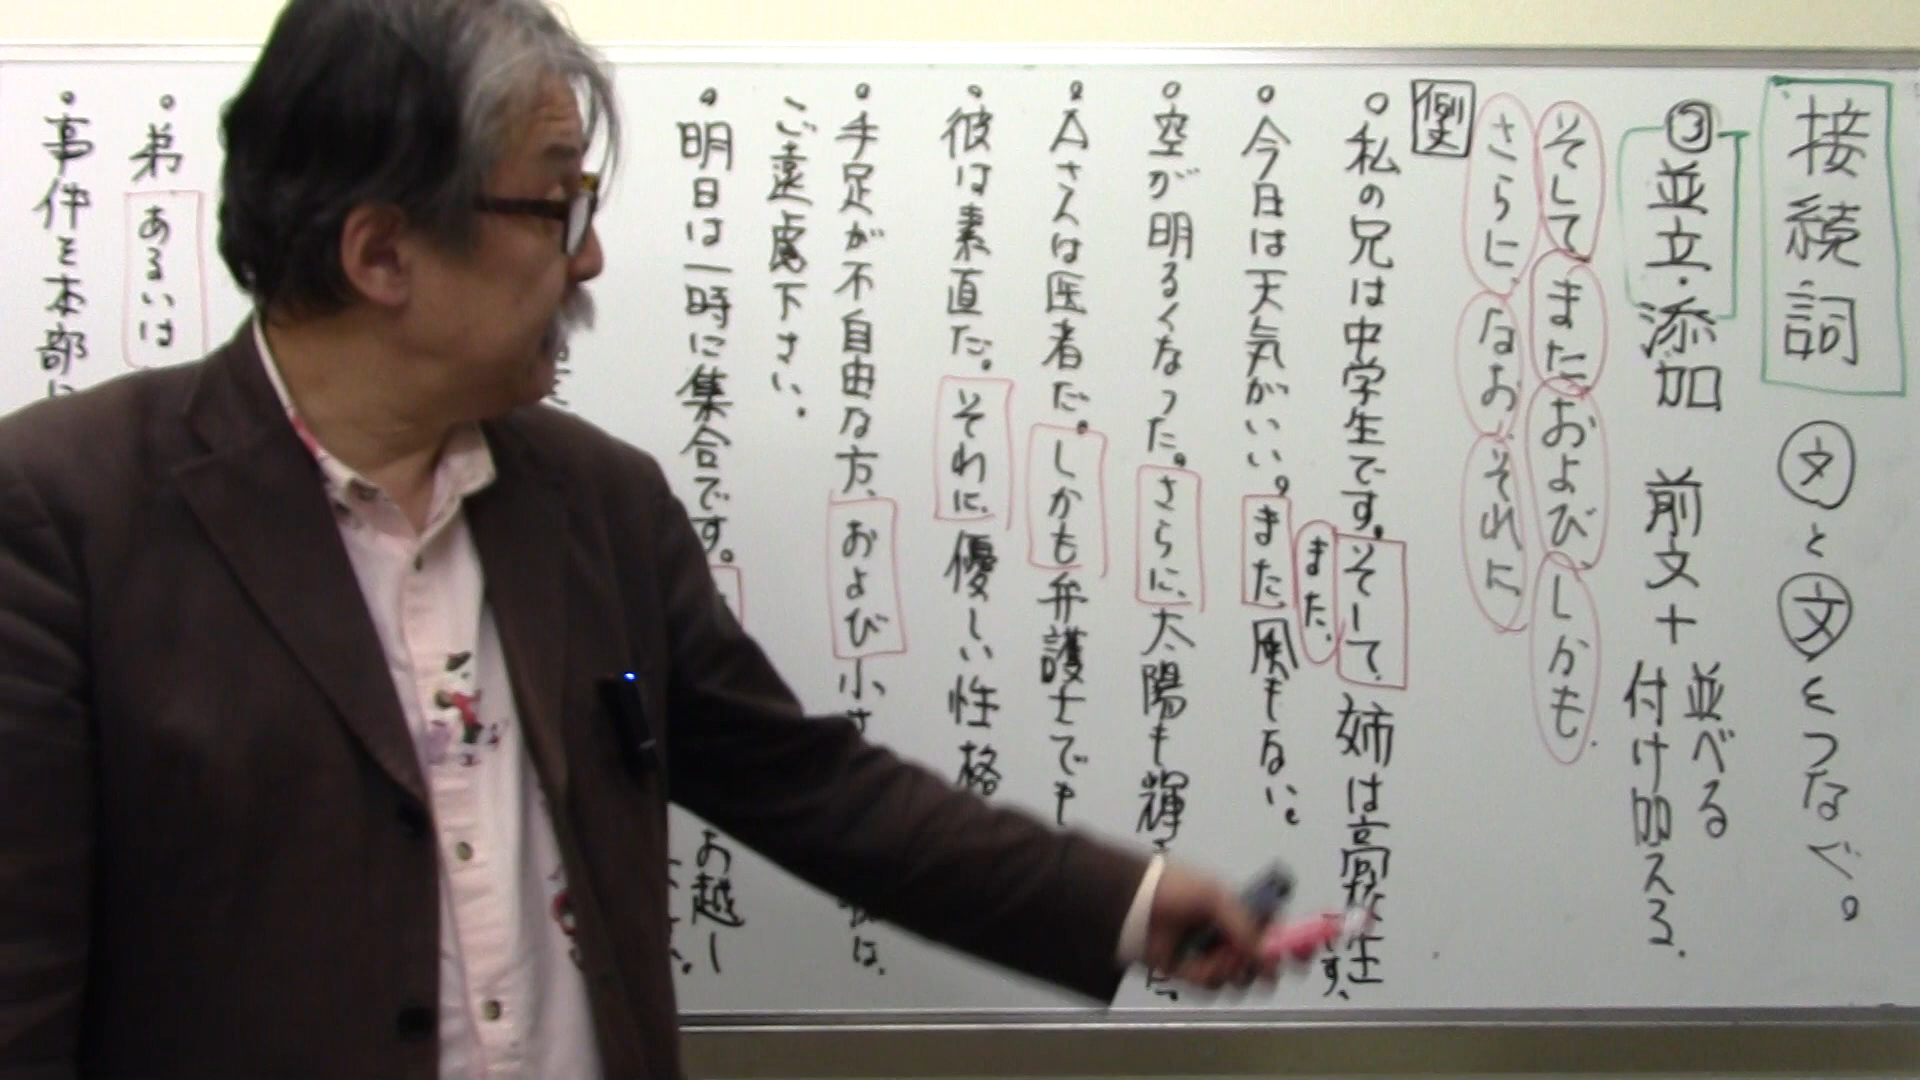 接続詞 文と文をつなぐ。
③並立・添加 前文+ 並べる
付け加える.
そして、また、およびしかも.
さらに、なお、それに、
例文
私の兄は中学生です。そして、姉は高校生
です、
また、
今日は天気がいい。また、風もない。
空が明るくなった。さらに、太陽も輝
Aさんは医者だ。しかも弁護士でも
彼は素直だ。それに、優しい性格
手足が不自由な方、および小 は、
ご遠慮下さい。
明日は一時に集合です。 お越し
弟、あるいは
事件を本部に